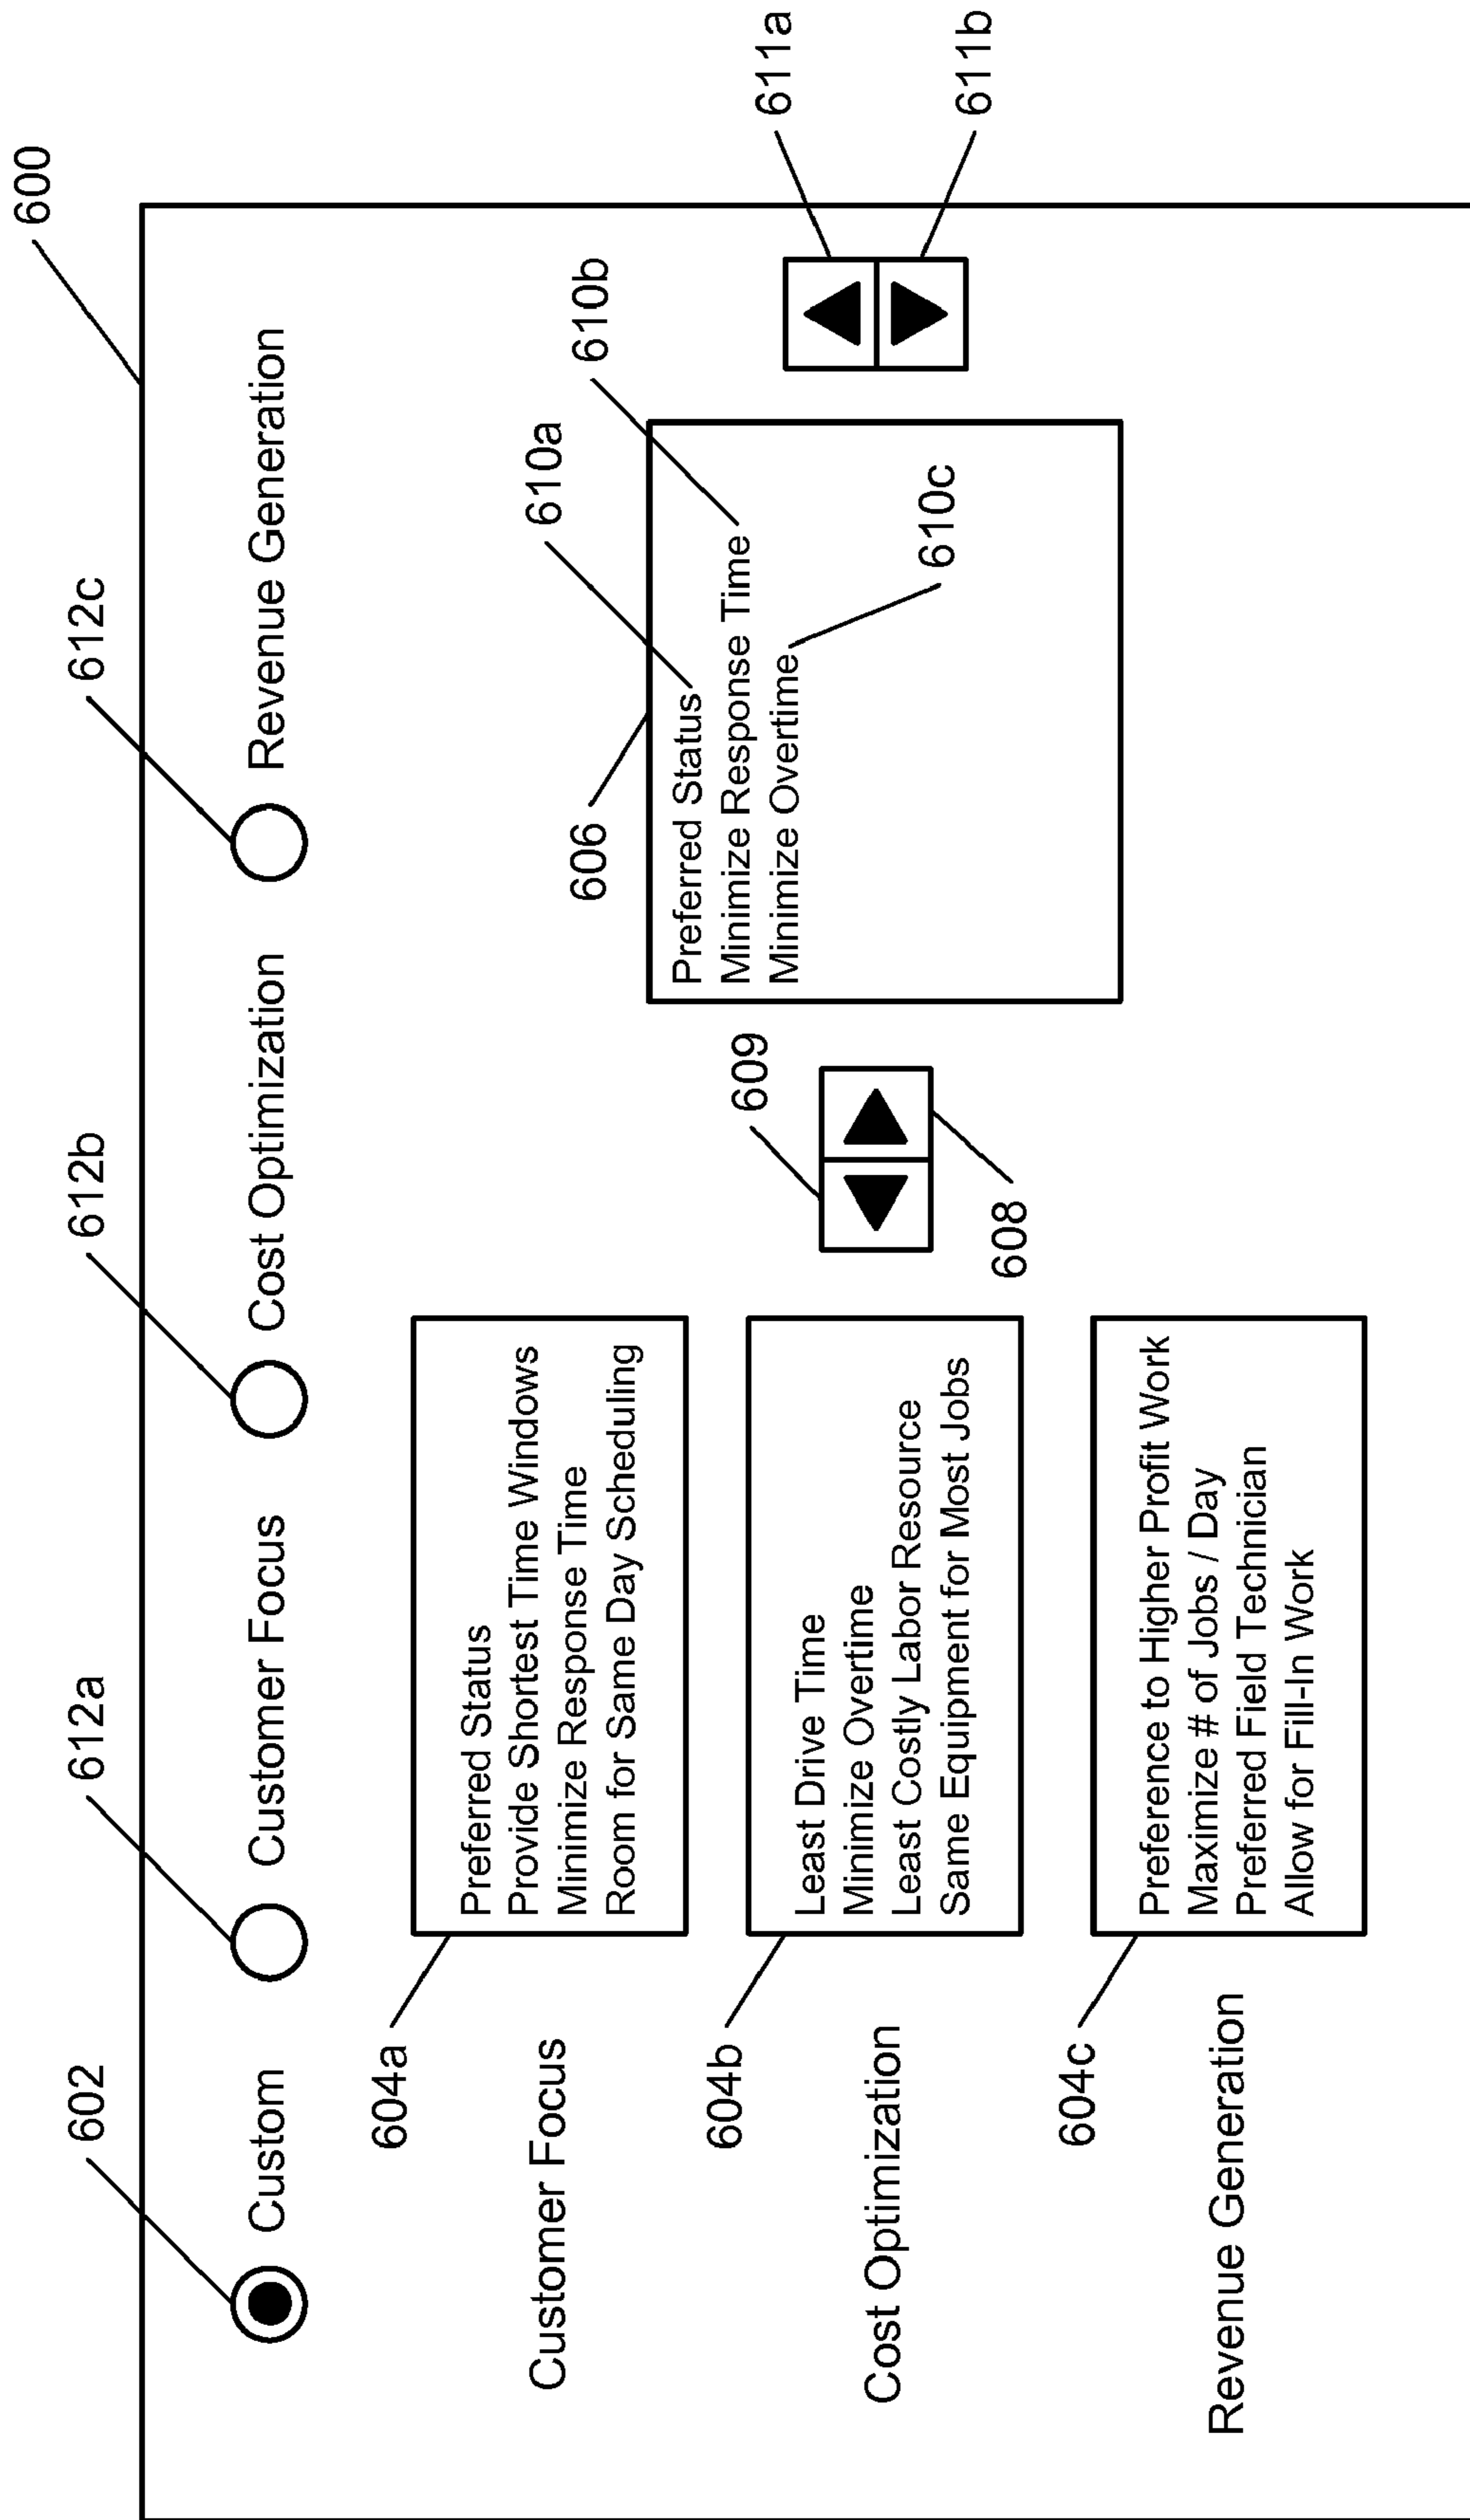 600
602
612a
612b
612c
Custom
Customer Focus
Cost Optimization
Revenue Generation
604a
Customer Focus
Preferred Status
Provide Shortest Time Windows
Minimize Response Time
Room for Same Day Scheduling
604b
Cost Optimization
Least Drive Time
Minimize Overtime
Least Costly Labor Resource
Same Equipment for Most Jobs
604c
Revenue Generation
Preference to Higher Profit Work
Maximize # of Jobs / Day
Preferred Field Technician
Allow for Fill-In Work
609
608
606
610a
610b
Preferred Status
Minimize Response Time
Minimize Overtime
610c
611a
611b